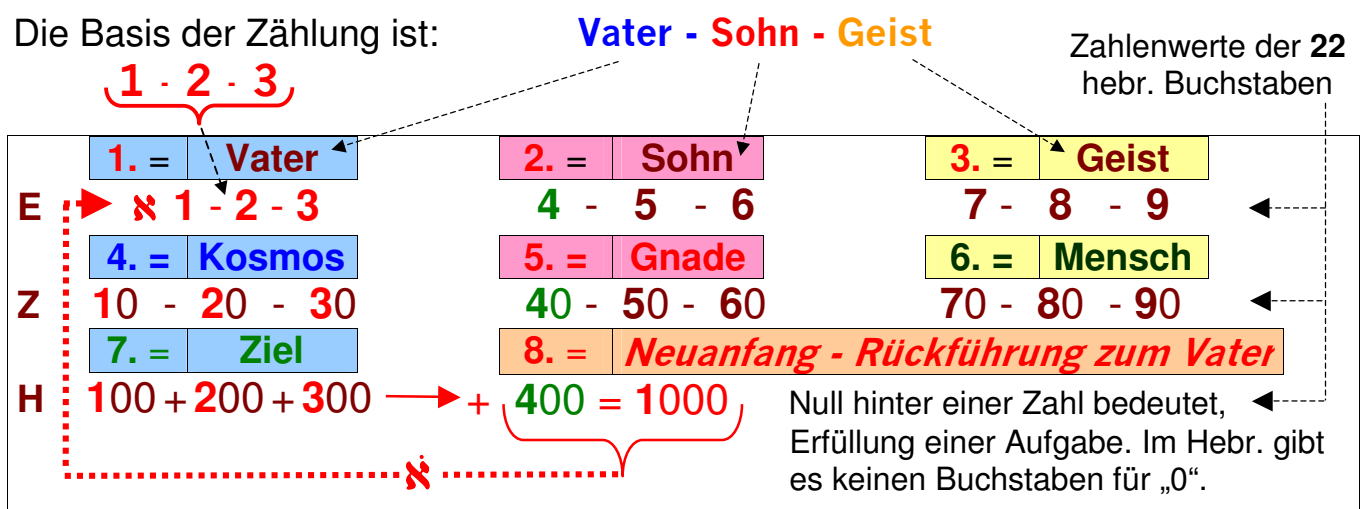 Die Basis der Zählung ist: Vater - Sohn - Geist
1 - 2 - 3
Zahlenwerte der 22
hebr. Buchstaben
1. = Vater 2. = Sohn 3. = Geist
E א 1 - 2 - 3 4 - 5 - 6 7 - 8 - 9
4. = Kosmos 5. = Gnade 6. = Mensch
Z 10 - 20 - 30 40 - 50 - 60 70 - 80 - 90
7. = Ziel 8. = Neuanfang - Rückführung zum Vater
H 100 + 200 + 300 + 400 = 1000
Null hinter einer Zahl bedeutet,
Erfüllung einer Aufgabe. Im Hebr. gibt
es keinen Buchstaben für „0“.
א̇